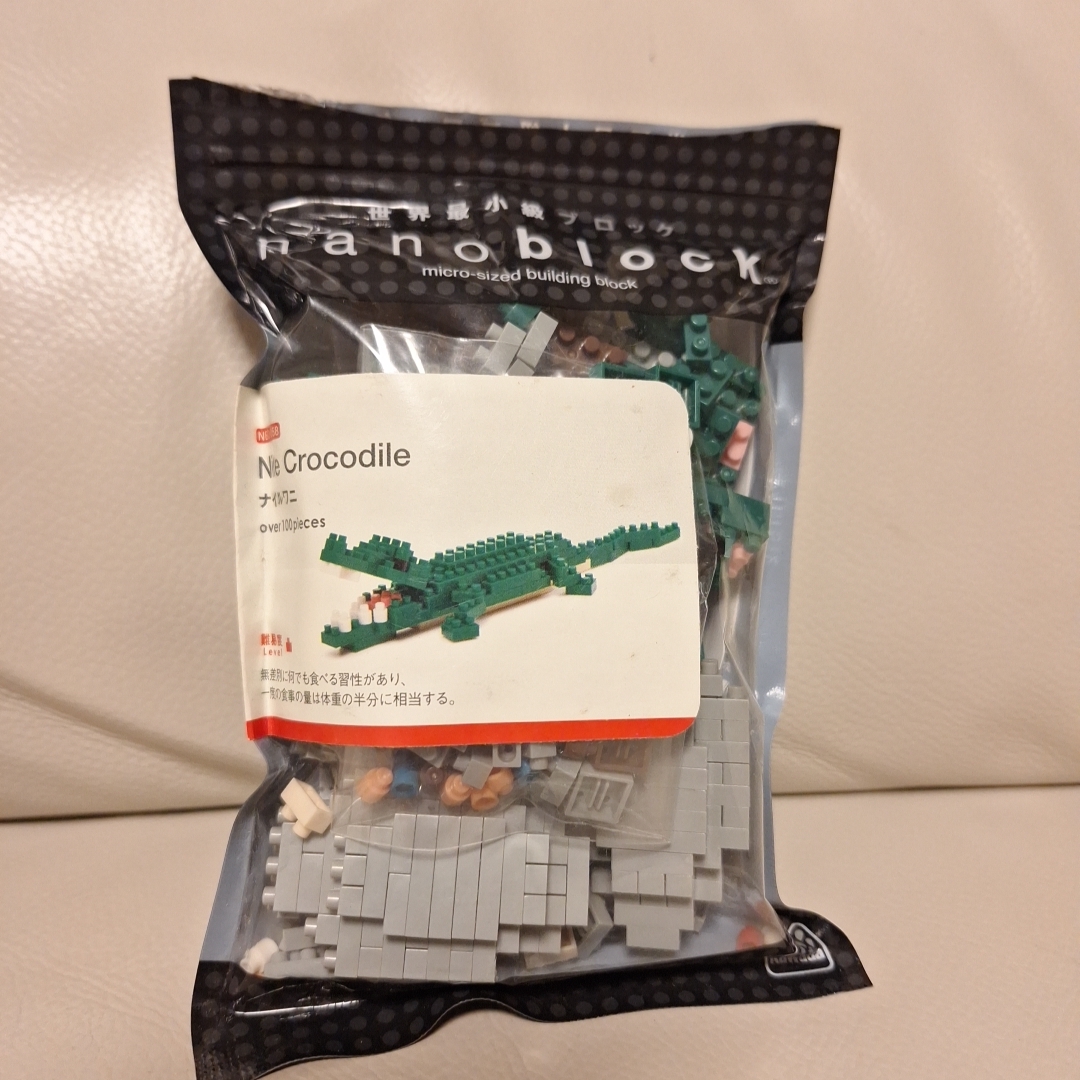 世界最小級ブロック
nanoblock
micro-sized building block
Nile Crocodile
ナイルワニ
over 100 pieces
Level
無差別に何でも食べる習性があり、
一度の食事の量は体重の半分に相当する。